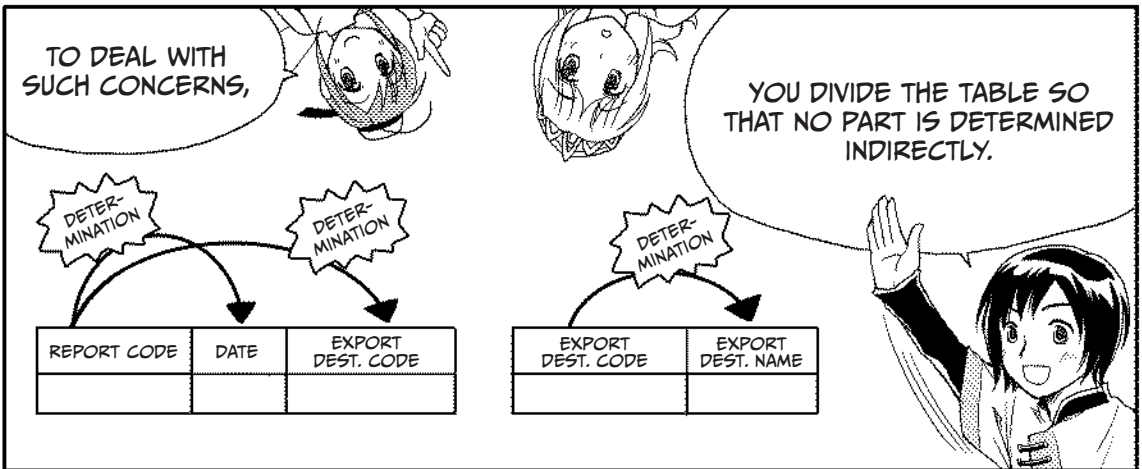 TO DEAL WITH
SUCH CONCERNS,
YOU DIVIDE THE TABLE SO
THAT NO PART IS DETERMINED
INDIRECTLY.
DETER-
MINATION
DETER-
MINATION
DETER-
MINATION
REPORT CODE
DATE
EXPORT
DEST. CODE
EXPORT
DEST. CODE
EXPORT
DEST. NAME